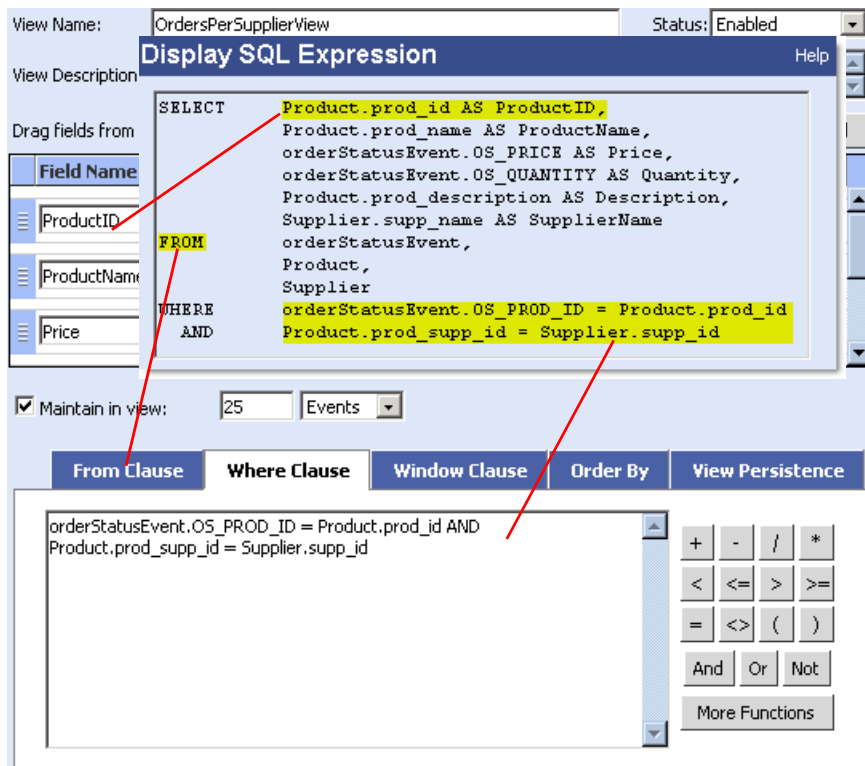 View Name: OrdersPerSupplierView Status: Enabled
Display SQL Expression Help
View Description
SELECT Product.prod_id AS ProductID,
Product.prod_name AS ProductName,
Drag fields from
orderStatusEvent.OS_PRICE AS Price,
Field Name
orderStatusEvent.OS_QUANTITY AS Quantity,
Product.prod_description AS Description,
ProductID
Supplier.supp_name AS SupplierName
FROM orderStatusEvent,
Product,
ProductName
Supplier
WHERE orderStatusEvent.OS_PROD_ID = Product.prod_id
Price
AND Product.prod_supp_id = Supplier.supp_id
Maintain in view: 25 Events
From Clause Where Clause Window Clause Order By View Persistence
orderStatusEvent.OS_PROD_ID = Product.prod_id AND
Product.prod_supp_id = Supplier.supp_id
+ - / *
< <= > >=
= <> ( )
And Or Not
More Functions